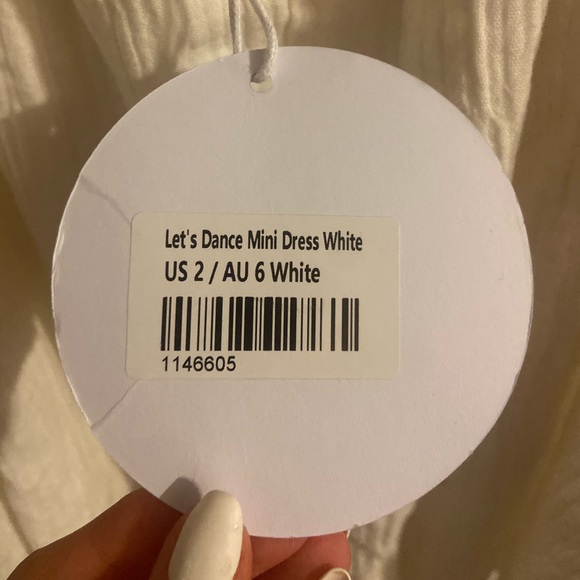 Let's Dance Mini Dress White
US 2 / AU 6 White
1146605